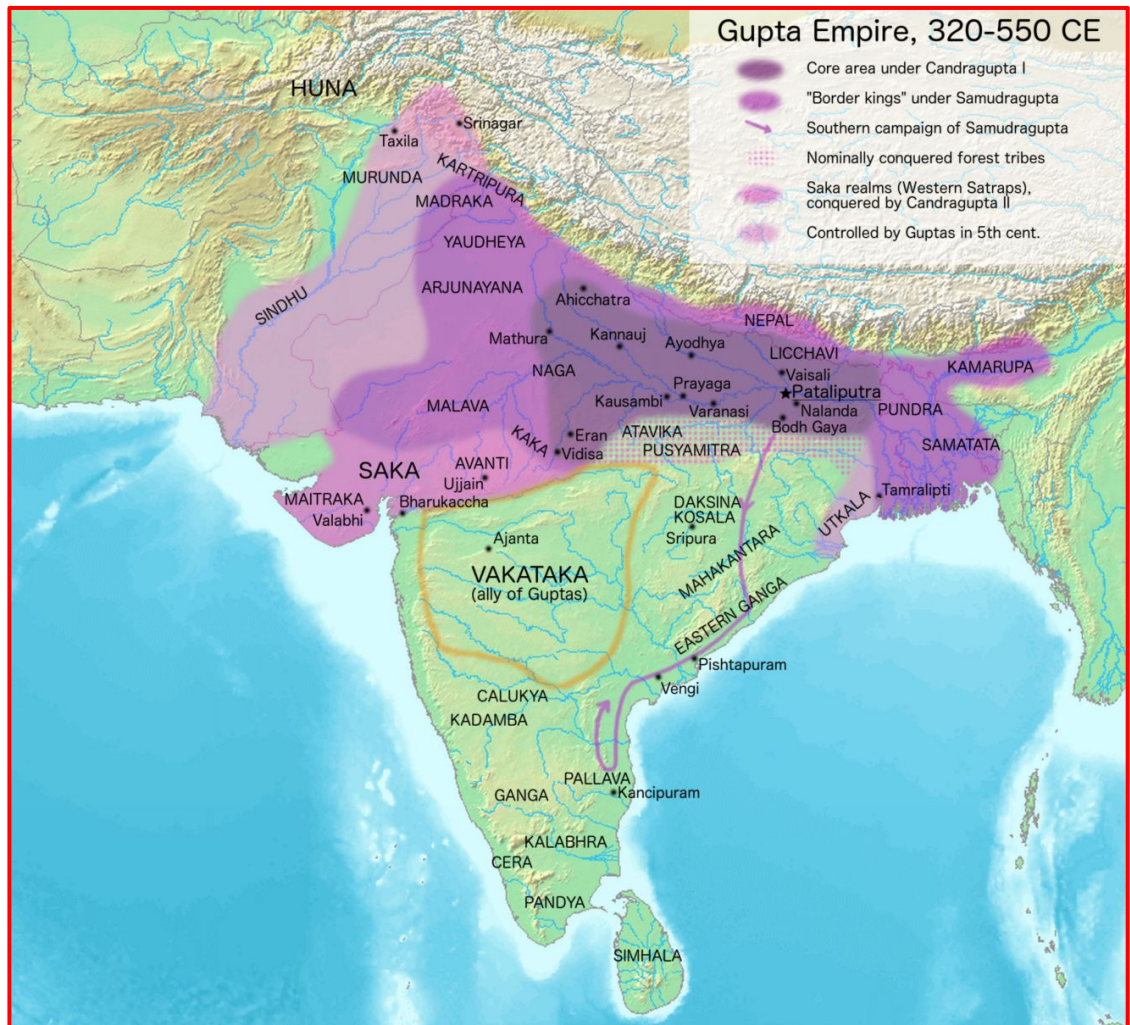 Gupta Empire, 320-550 CE
Core area under Candragupta I
"Border kings" under Samudragupta
Southern campaign of Samudragupta
Nominally conquered forest tribes
Saka realms (Western Satraps),
conquered by Candragupta II
Controlled by Guptas in 5th cent.
HUNA
Srinagar
Taxila
MURUNDA
KARTRIPURA
MADRAKA
YAUDHEYA
ARJUNAYANA
SINDHU
Ahicchatra
Mathura
Kannauj
Ayodhya
NEPAL
LICCHAVI
KAMARUPA
NAGA
Vaisali
Prayaga
Pataliputra
MALAVA
Kausambi
Varanasi
Nalanda
PUNDRA
Bodh Gaya
KAKA
Eran
ATAVIKA
Vidisa
PUSYAMITRA
SAMATATA
SAKA
AVANTI
Ujjain
MAITRAKA
Valabhi
Bharukaccha
DAKSINA
KOSALA
Sripura
Tamralipti
UTKALA
Ajanta
VAKATAKA
(ally of Guptas)
MAHAKANTARA
EASTERN GANGA
Pishtapuram
Vengi
CALUKYA
KADAMBA
PALLAVA
GANGA
Kancipuram
KALABHRA
CERA
PANDYA
SIMHALA